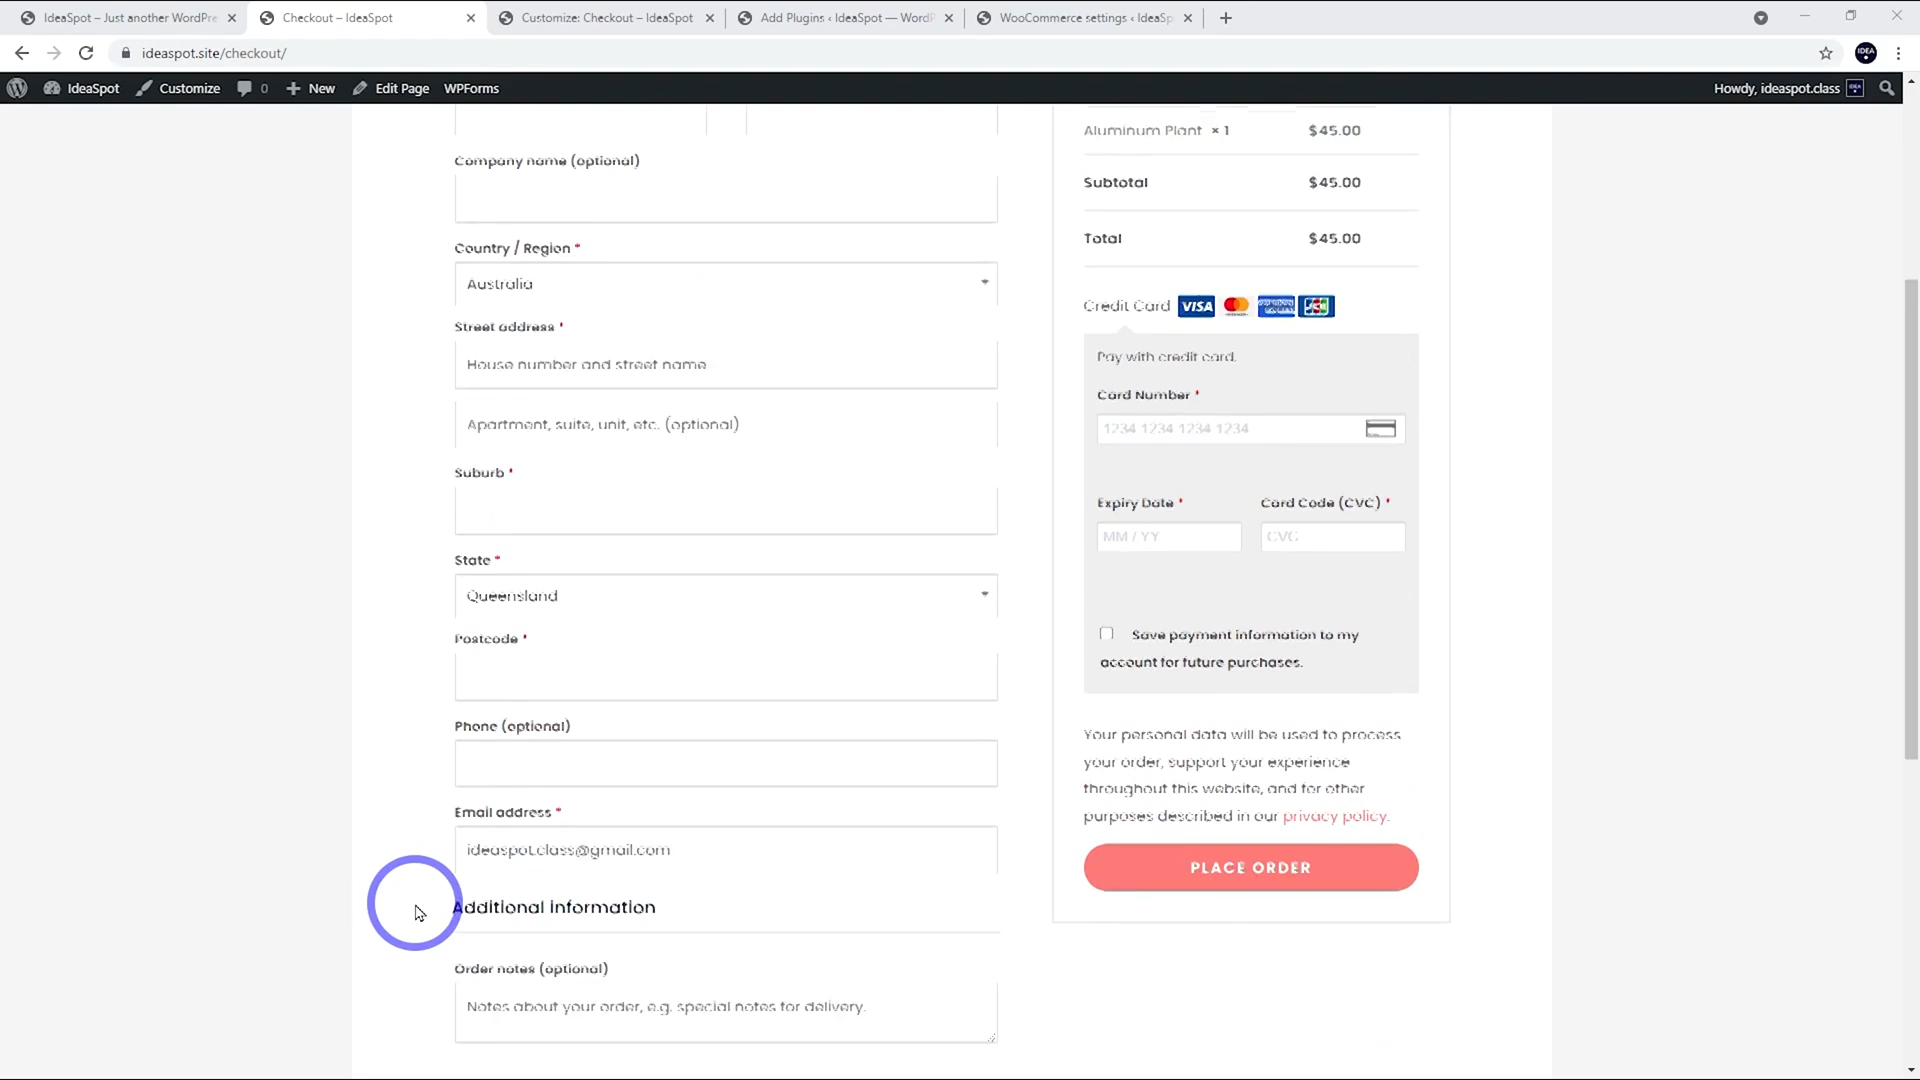 IdeaSpot – Just another WordPre
Checkout – IdeaSpot
Customize: Checkout – IdeaSpot
Add Plugins ‹ IdeaSpot — WordP
WooCommerce settings ‹ IdeaSp
ideaspot.site/checkout/
IDEA
IdeaSpot
Customize
0
New
Edit Page
WPForms
Howdy, ideaspot.class
Company name (optional)
Country / Region *
Australia
Street address *
House number and street name
Apartment, suite, unit, etc. (optional)
Suburb *
State *
Queensland
Postcode *
Phone (optional)
Email address *
ideaspot.class@gmail.com
Additional information
Order notes (optional)
Notes about your order, e.g. special notes for delivery.
Aluminum Plant × 1 $45.00
Subtotal $45.00
Total $45.00
Credit Card VISA
JCB
Pay with credit card.
Card Number *
1234 1234 1234 1234
Expiry Date * Card Code (CVC) *
MM / YY CVC
Save payment information to my
account for future purchases.
Your personal data will be used to process
your order, support your experience
throughout this website, and for other
purposes described in our privacy policy.
PLACE ORDER